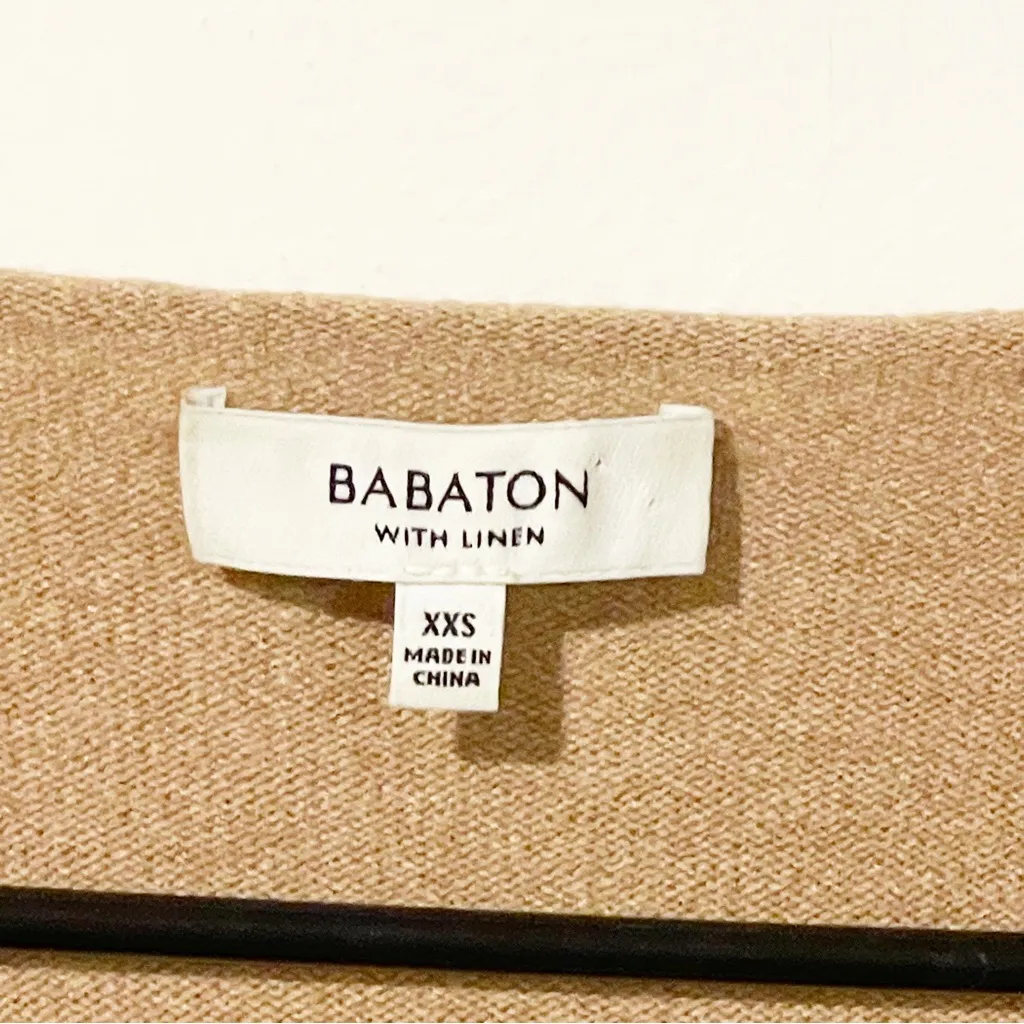 BABATON
WITH LINEN
XXS
MADE IN
CHINA